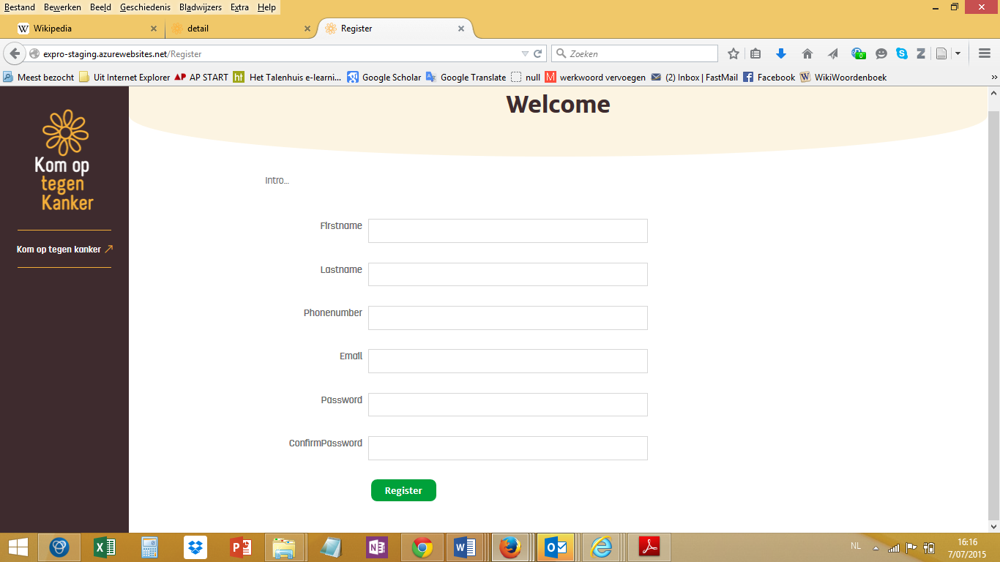 Bestand Bewerken Beeld Geschiedenis Bladwijzers Extra Help
Wikipedia detail Register
expro-staging.azurewebsites.net/Register Zoeken
Meest bezocht Uit Internet Explorer AP AP START ht Het Talenhuis e-learni... Google Scholar Google Translate null M werkwoord vervoegen (2) Inbox | FastMail Facebook W WikiWoordenboek
Welcome
Kom op
tegen
Kanker
Kom op tegen kanker
Intro...
Firstname
Lastname
Phonenumber
Email
Password
ConfirmPassword
Register
NL 16:16
7/07/2015